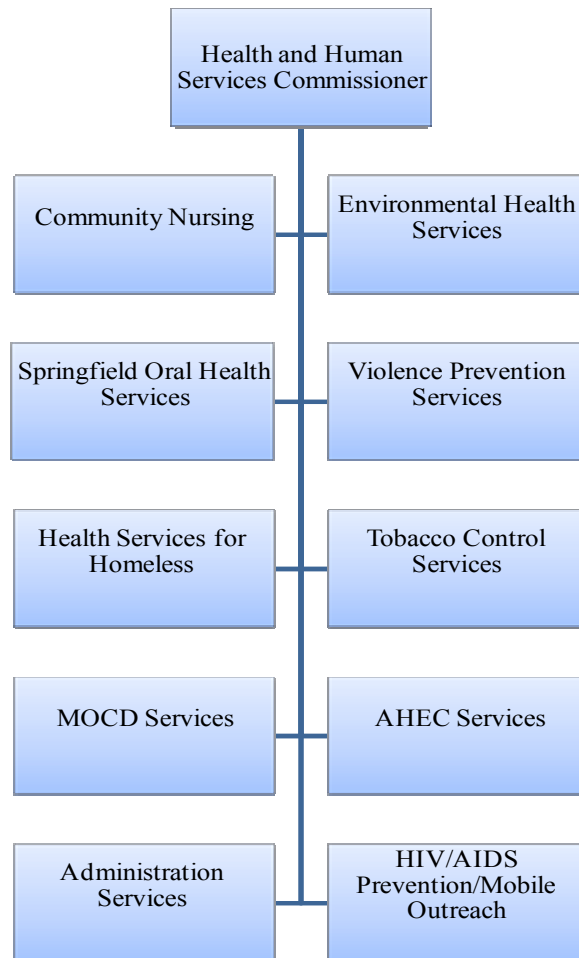 Health and Human
Services Commissioner
Community Nursing
Environmental Health
Services
Springfield Oral Health
Services
Violence Prevention
Services
Health Services for
Homeless
Tobacco Control
Services
MOCD Services
AHEC Services
Administration
Services
HIV/AIDS
Prevention/Mobile
Outreach